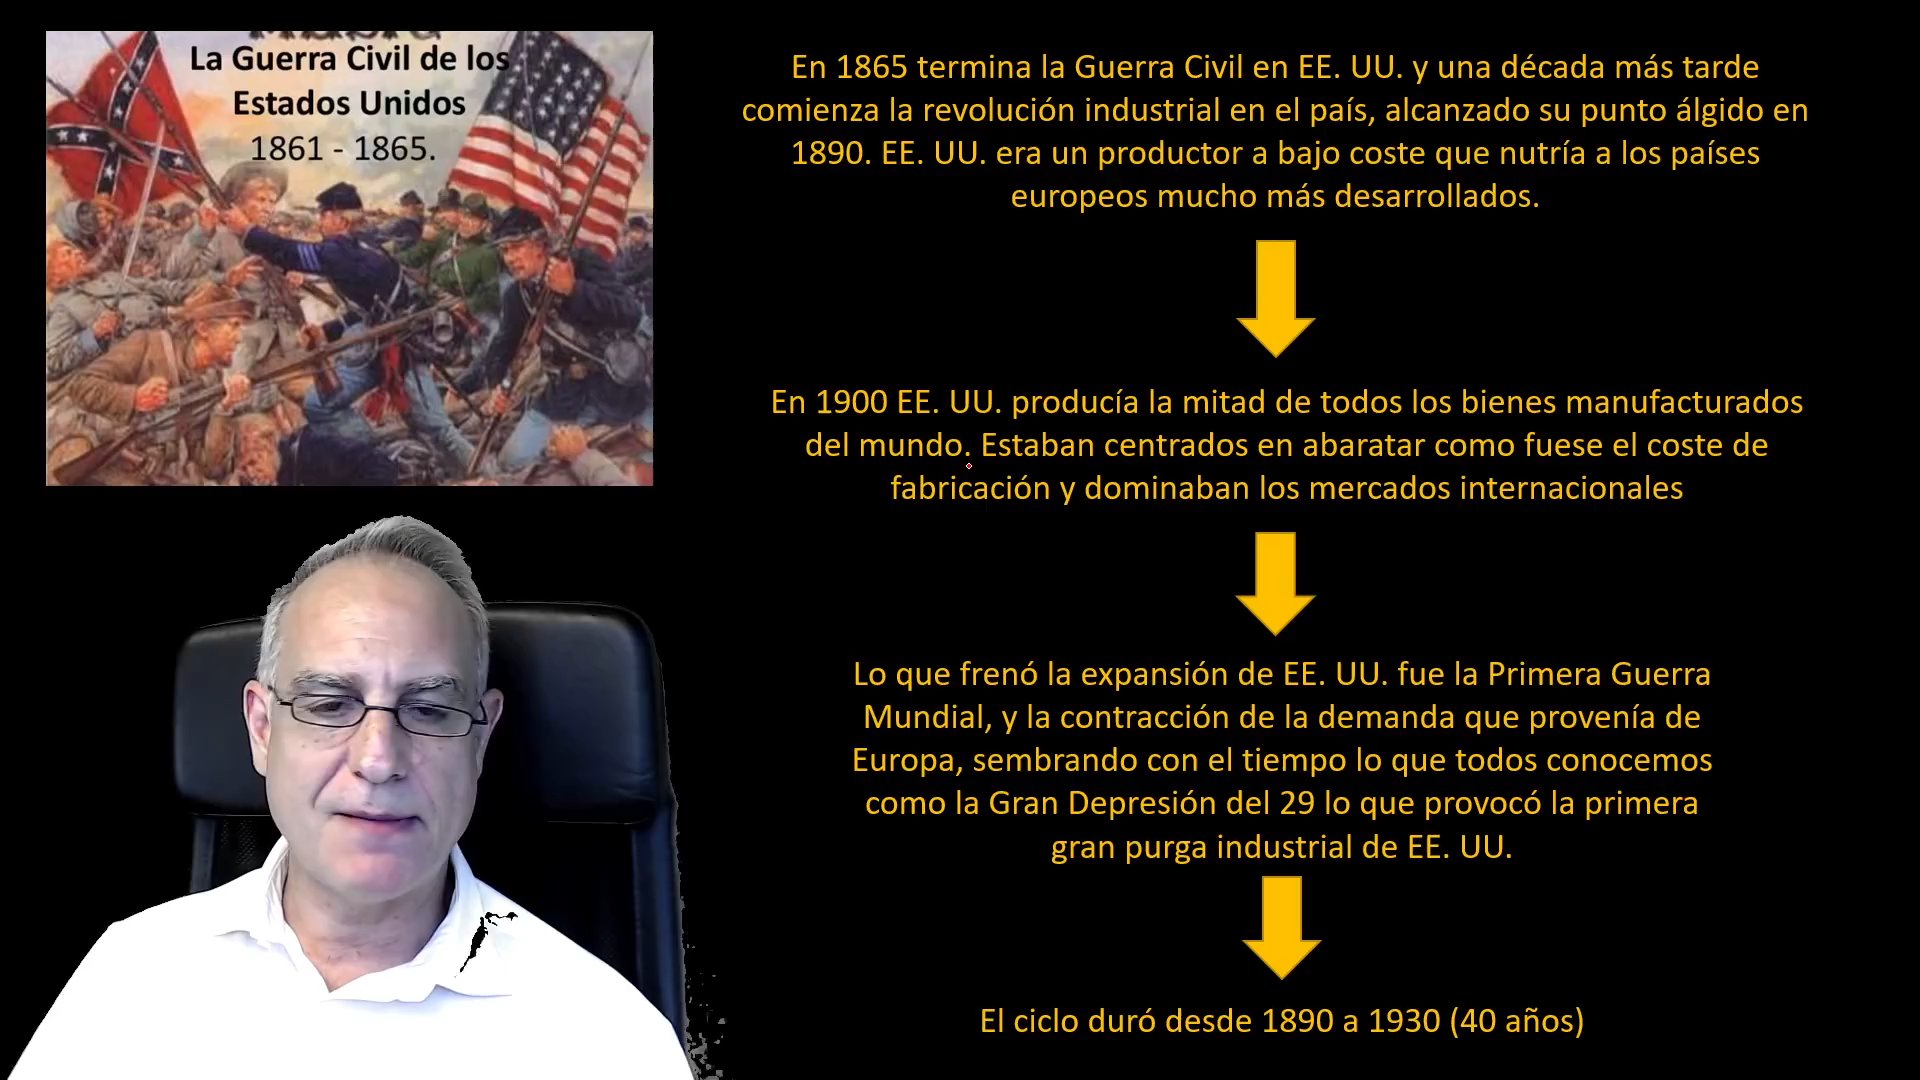 La Guerra Civil de los
Estados Unidos
1861 - 1865.
En 1865 termina la Guerra Civil en EE. UU. y una década más tarde
comienza la revolución industrial en el país, alcanzado su punto álgido en
1890. EE. UU. era un productor a bajo coste que nutría a los países
europeos mucho más desarrollados.
En 1900 EE. UU. producía la mitad de todos los bienes manufacturados
del mundo. Estaban centrados en abaratar como fuese el coste de
fabricación y dominaban los mercados internacionales
Lo que frenó la expansión de EE. UU. fue la Primera Guerra
Mundial, y la contracción de la demanda que provenía de
Europa, sembrando con el tiempo lo que todos conocemos
como la Gran Depresión del 29 lo que provocó la primera
gran purga industrial de EE. UU.
El ciclo duró desde 1890 a 1930 (40 años)